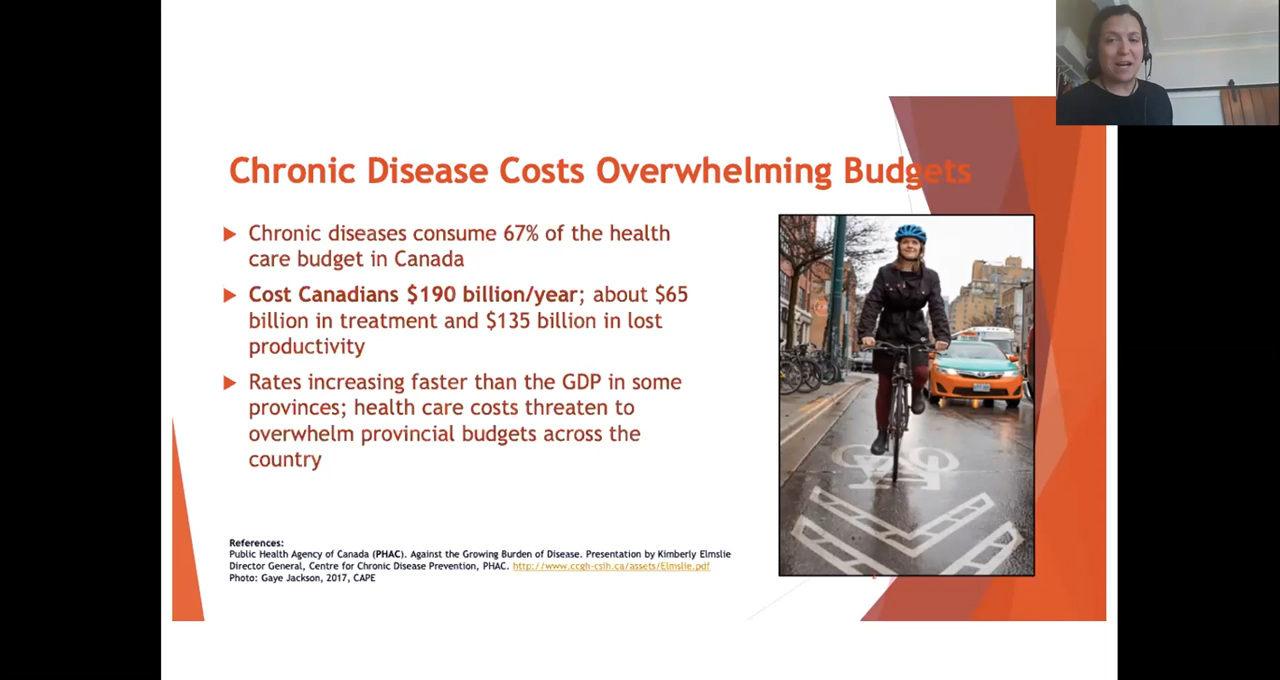 Chronic Disease Costs Overwhelming Budgets
Chronic diseases consume 67% of the health
care budget in Canada
Cost Canadians $190 billion/year; about $65
billion in treatment and $135 billion in lost
productivity
Rates increasing faster than the GDP in some
provinces; health care costs threaten to
overwhelm provincial budgets across the
country
References:
Public Health Agency of Canada (PHAC). Against the Growing Burden of Disease. Presentation by Kimberly Elmslie
Director General, Centre for Chronic Disease Prevention, PHAC. http://www.ccgh-csih.ca/assets/Elmslie.pdf
Photo: Gaye Jackson, 2017, CAPE